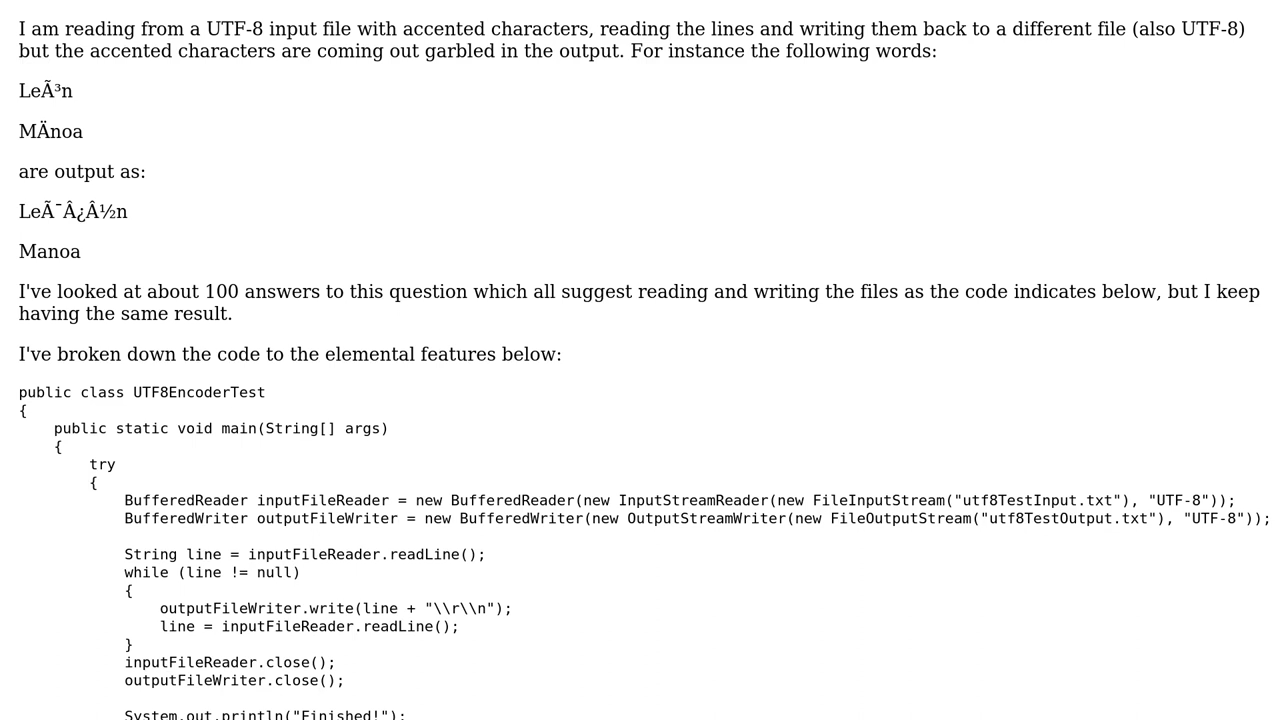 I am reading from a UTF-8 input file with accented characters, reading the lines and writing them back to a different file (also UTF-8)
but the accented characters are coming out garbled in the output. For instance the following words:
LeÃ³n
MÄnoa
are output as:
LeÃ¯Â¿Â½n
Manoa
I've looked at about 100 answers to this question which all suggest reading and writing the files as the code indicates below, but I keep
having the same result.
I've broken down the code to the elemental features below:
public class UTF8EncoderTest
{
    public static void main(String[] args)
    {
        try
        {
            BufferedReader inputFileReader = new BufferedReader(new InputStreamReader(new FileInputStream("utf8TestInput.txt"), "UTF-8"));
            BufferedWriter outputFileWriter = new BufferedWriter(new OutputStreamWriter(new FileOutputStream("utf8TestOutput.txt"), "UTF-8"));
            String line = inputFileReader.readLine();
            while (line != null)
            {
                outputFileWriter.write(line + "\\r\\n");
                line = inputFileReader.readLine();
            }
            inputFileReader.close();
            outputFileWriter.close();
            System.out.println("Finished!");